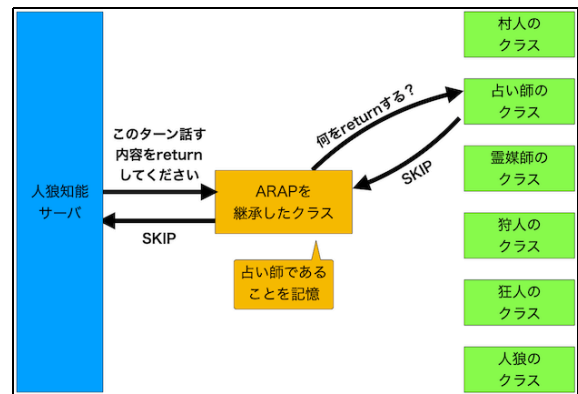 村人の
クラス
占い師の
クラス
何をreturnする？
このターン話す
内容をreturn
してください
霊媒師の
クラス
SKIP
人狼知能
サーバ
ARAPを
継承したクラス
SKIP
狩人の
クラス
占い師である
ことを記憶
狂人の
クラス
人狼の
クラス